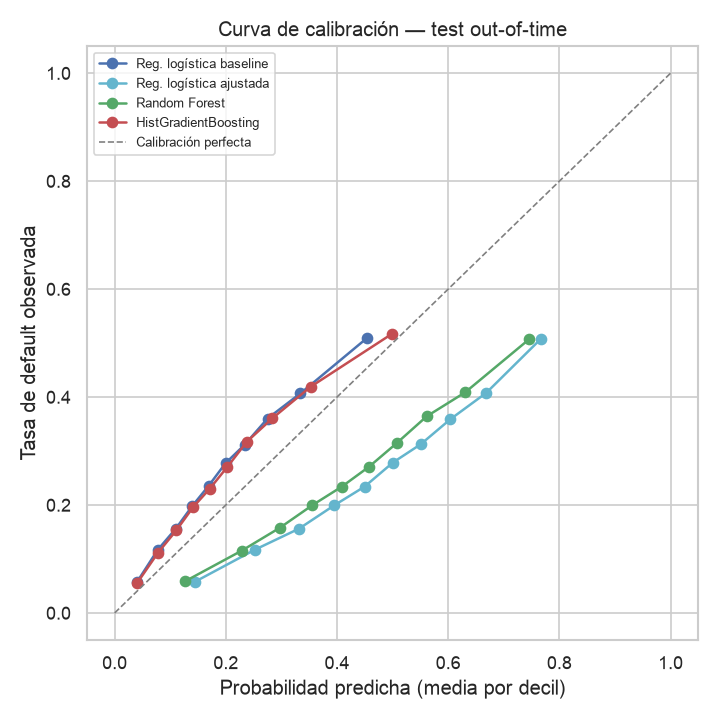 Curva de calibración — test out-of-time
Reg. logística baseline
Reg. logística ajustada
Random Forest
HistGradientBoosting
Calibración perfecta
1.0
0.8
0.6
0.4
0.2
0.0
Tasa de default observada
0.0 0.2 0.4 0.6 0.8 1.0
Probabilidad predicha (media por decil)